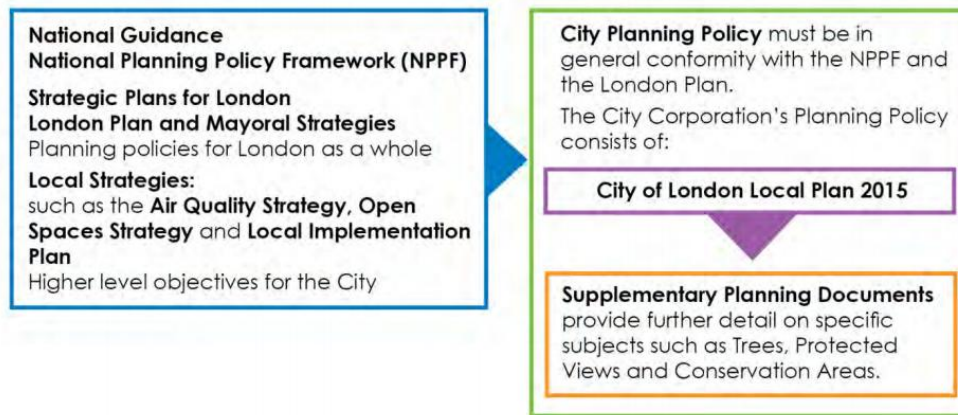 National Guidance
National Planning Policy Framework (NPPF)
Strategic Plans for London
London Plan and Mayoral Strategies
Planning policies for London as a whole
Local Strategies:
such as the Air Quality Strategy, Open
Spaces Strategy and Local Implementation
Plan
Higher level objectives for the City
City Planning Policy must be in
general conformity with the NPPF and
the London Plan.
The City Corporation's Planning Policy
consists of:
City of London Local Plan 2015
Supplementary Planning Documents
provide further detail on specific
subjects such as Trees, Protected
Views and Conservation Areas.